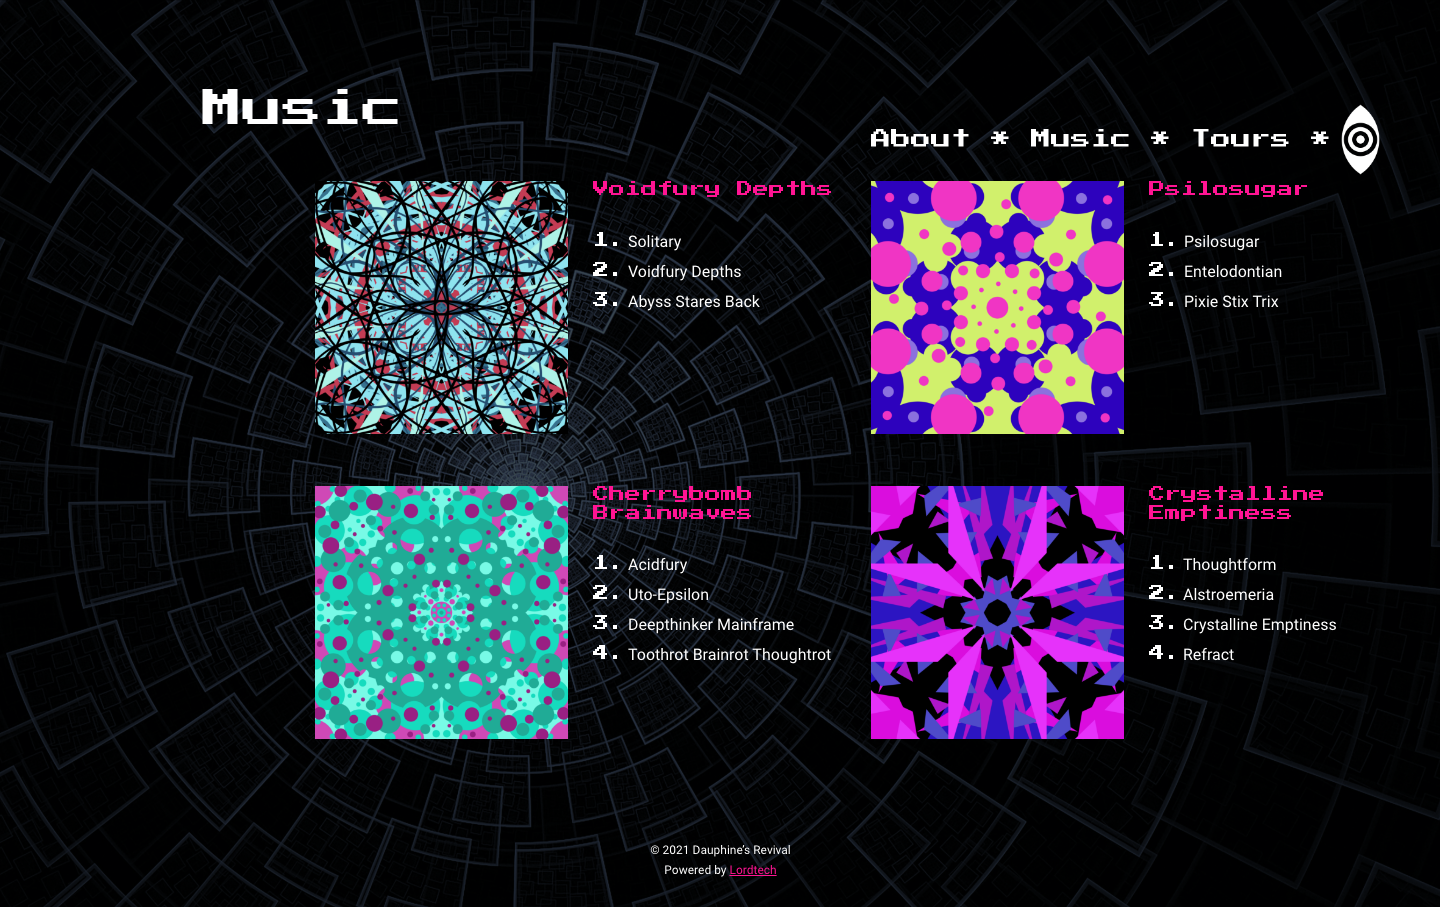 Music
About * Music * Tours *
Voidfury Depths
1. Solitary
2. Voidfury Depths
3. Abyss Stares Back
Psilosugar
1. Psilosugar
2. Entelodontian
3. Pixie Stix Trix
Cherrybomb
Brainwaves
1. Acidfury
2. Uto-Epsilon
3. Deepthinker Mainframe
4. Toothrot Brainrot Thoughtrot
Crystalline
Emptiness
1. Thoughtform
2. Alstroemeria
3. Crystalline Emptiness
4. Refract
© 2021 Dauphine’s Revival
Powered by Lordtech